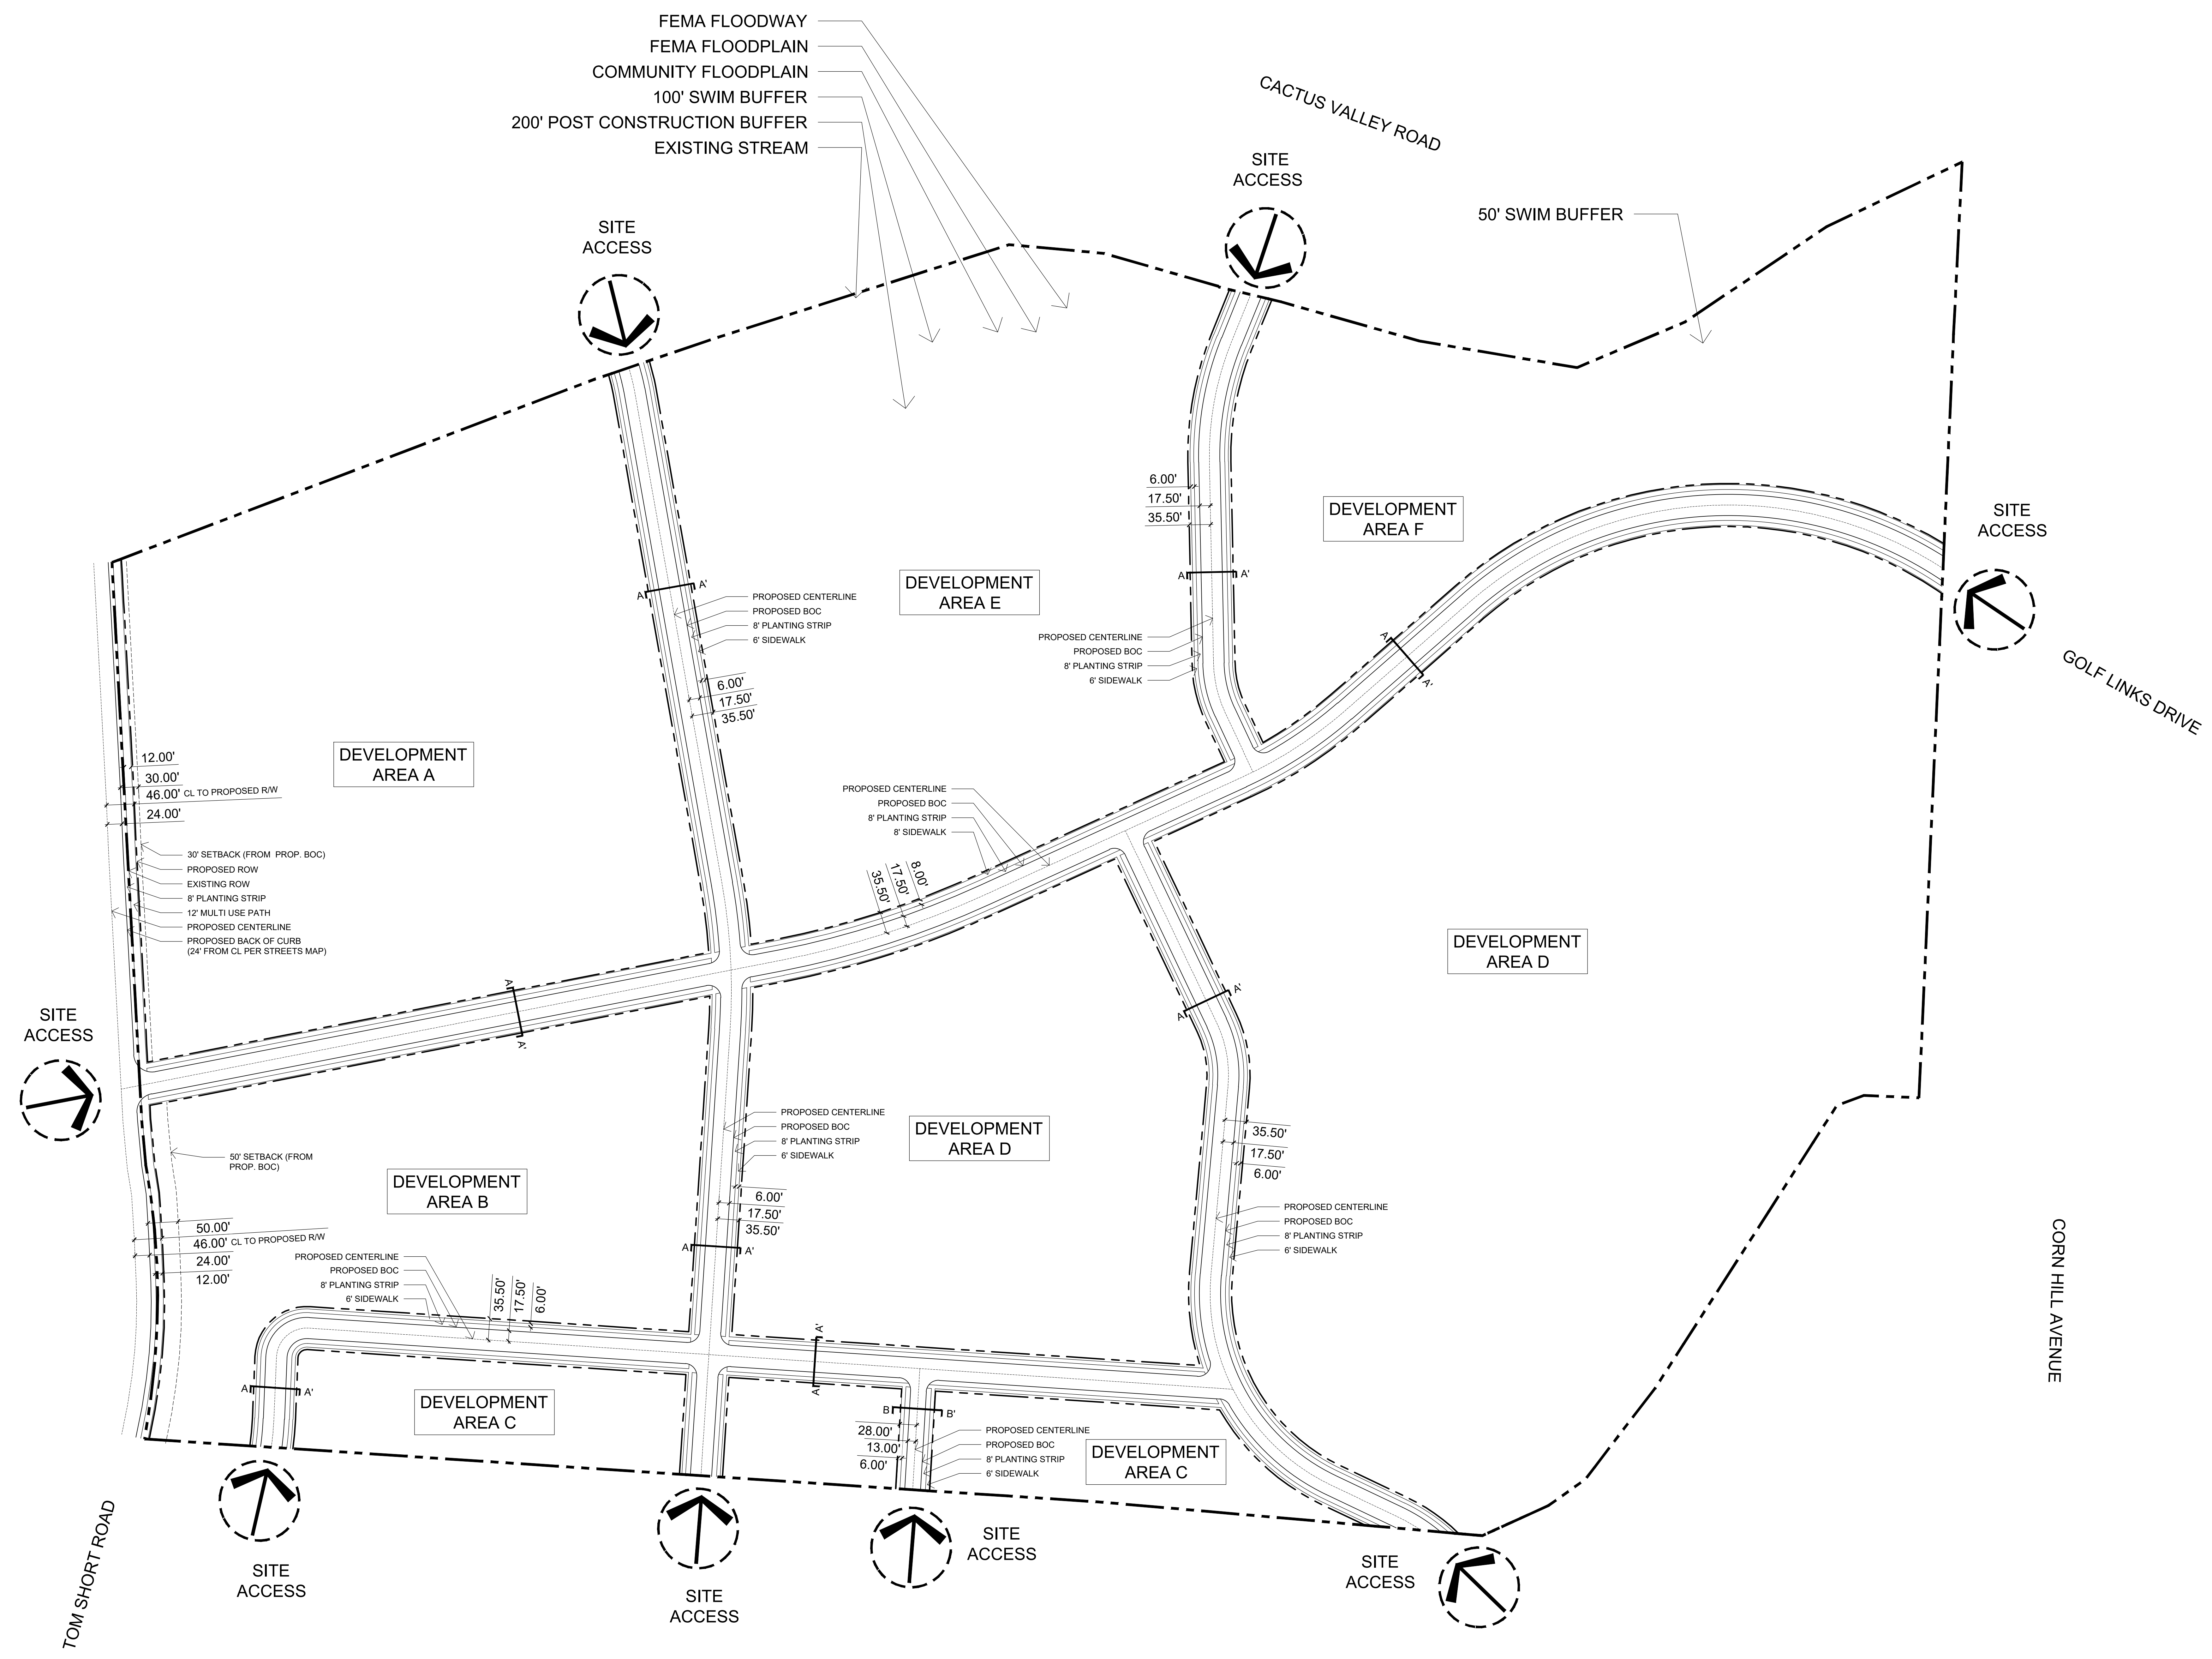 FEMA FLOODWAY
FEMA FLOODPLAIN
COMMUNITY FLOODPLAIN
100' SWIM BUFFER
200' POST CONSTRUCTION BUFFER
EXISTING STREAM
CACTUS VALLEY ROAD
SITE
ACCESS
50' SWIM BUFFER
SITE
ACCESS
6.00'
17.50'
35.50'
DEVELOPMENT
AREA F
SITE
ACCESS
GOLF LINKS DRIVE
DEVELOPMENT
AREA E
A
A'
A
A'
A
A'
PROPOSED CENTERLINE
PROPOSED BOC
8' PLANTING STRIP
6' SIDEWALK
PROPOSED CENTERLINE
PROPOSED BOC
8' PLANTING STRIP
6' SIDEWALK
6.00'
17.50'
35.50'
DEVELOPMENT
AREA A
12.00'
30.00'
46.00' CL TO PROPOSED R/W
24.00'
30' SETBACK (FROM PROP. BOC)
PROPOSED ROW
EXISTING ROW
8' PLANTING STRIP
12' MULTI USE PATH
PROPOSED CENTERLINE
PROPOSED BACK OF CURB
(24' FROM CL PER STREETS MAP)
PROPOSED CENTERLINE
PROPOSED BOC
8' PLANTING STRIP
8' SIDEWALK
35.50'
17.50'
8.00'
DEVELOPMENT
AREA D
A
A'
A
A'
SITE
ACCESS
50' SETBACK (FROM
PROP. BOC)
DEVELOPMENT
AREA B
PROPOSED CENTERLINE
PROPOSED BOC
8' PLANTING STRIP
6' SIDEWALK
DEVELOPMENT
AREA D
6.00'
17.50'
35.50'
A
A'
35.50'
17.50'
6.00'
PROPOSED CENTERLINE
PROPOSED BOC
8' PLANTING STRIP
6' SIDEWALK
50.00'
46.00' CL TO PROPOSED R/W
24.00'
12.00'
PROPOSED CENTERLINE
PROPOSED BOC
8' PLANTING STRIP
6' SIDEWALK
35.50'
17.50'
6.00'
CORN HILL AVENUE
A'
A
A
A'
DEVELOPMENT
AREA C
B
B'
28.00'
13.00'
6.00'
PROPOSED CENTERLINE
PROPOSED BOC
8' PLANTING STRIP
6' SIDEWALK
DEVELOPMENT
AREA C
TOM SHORT ROAD
SITE
ACCESS
SITE
ACCESS
SITE
ACCESS
SITE
ACCESS